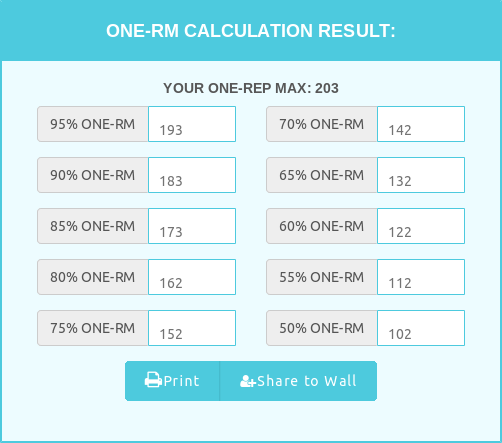 ONE-RM CALCULATION RESULT:
YOUR ONE-REP MAX: 203
95% ONE-RM 193 70% ONE-RM 142
90% ONE-RM 183 65% ONE-RM 132
85% ONE-RM 173 60% ONE-RM 122
80% ONE-RM 162 55% ONE-RM 112
75% ONE-RM 152 50% ONE-RM 102
Print Share to Wall